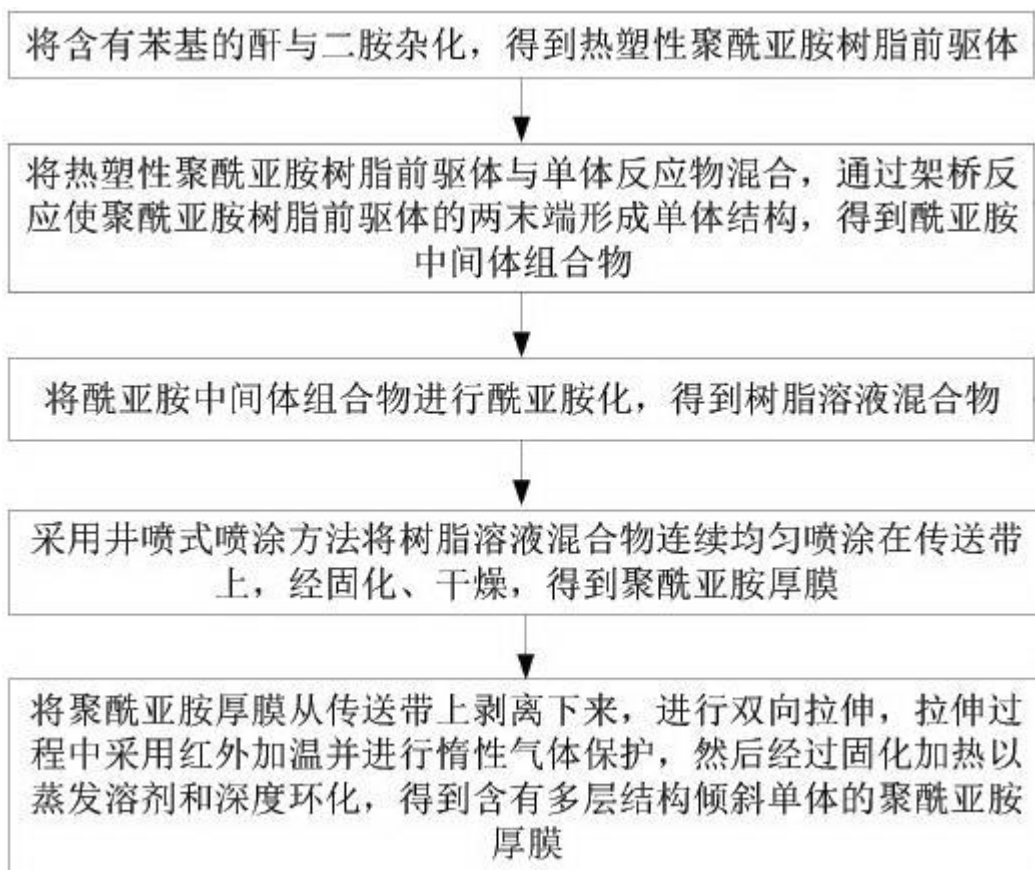 将含有苯基的酐与二胺杂化，得到热塑性聚酰亚胺树脂前驱体
将热塑性聚酰亚胺树脂前驱体与单体反应物混合，通过架桥反
应使聚酰亚胺树脂前驱体的两末端形成单体结构，得到酰亚胺
中间体组合物
将酰亚胺中间体组合物进行酰亚胺化，得到树脂溶液混合物
采用井喷式喷涂方法将树脂溶液混合物连续均匀喷涂在传送带
上，经固化、干燥，得到聚酰亚胺厚膜
将聚酰亚胺厚膜从传送带上剥离下来，进行双向拉伸，拉伸过
程中采用红外加温并进行惰性气体保护，然后经过固化加热以
蒸发溶剂和深度环化，得到含有多层结构倾斜单体的聚酰亚胺
厚膜